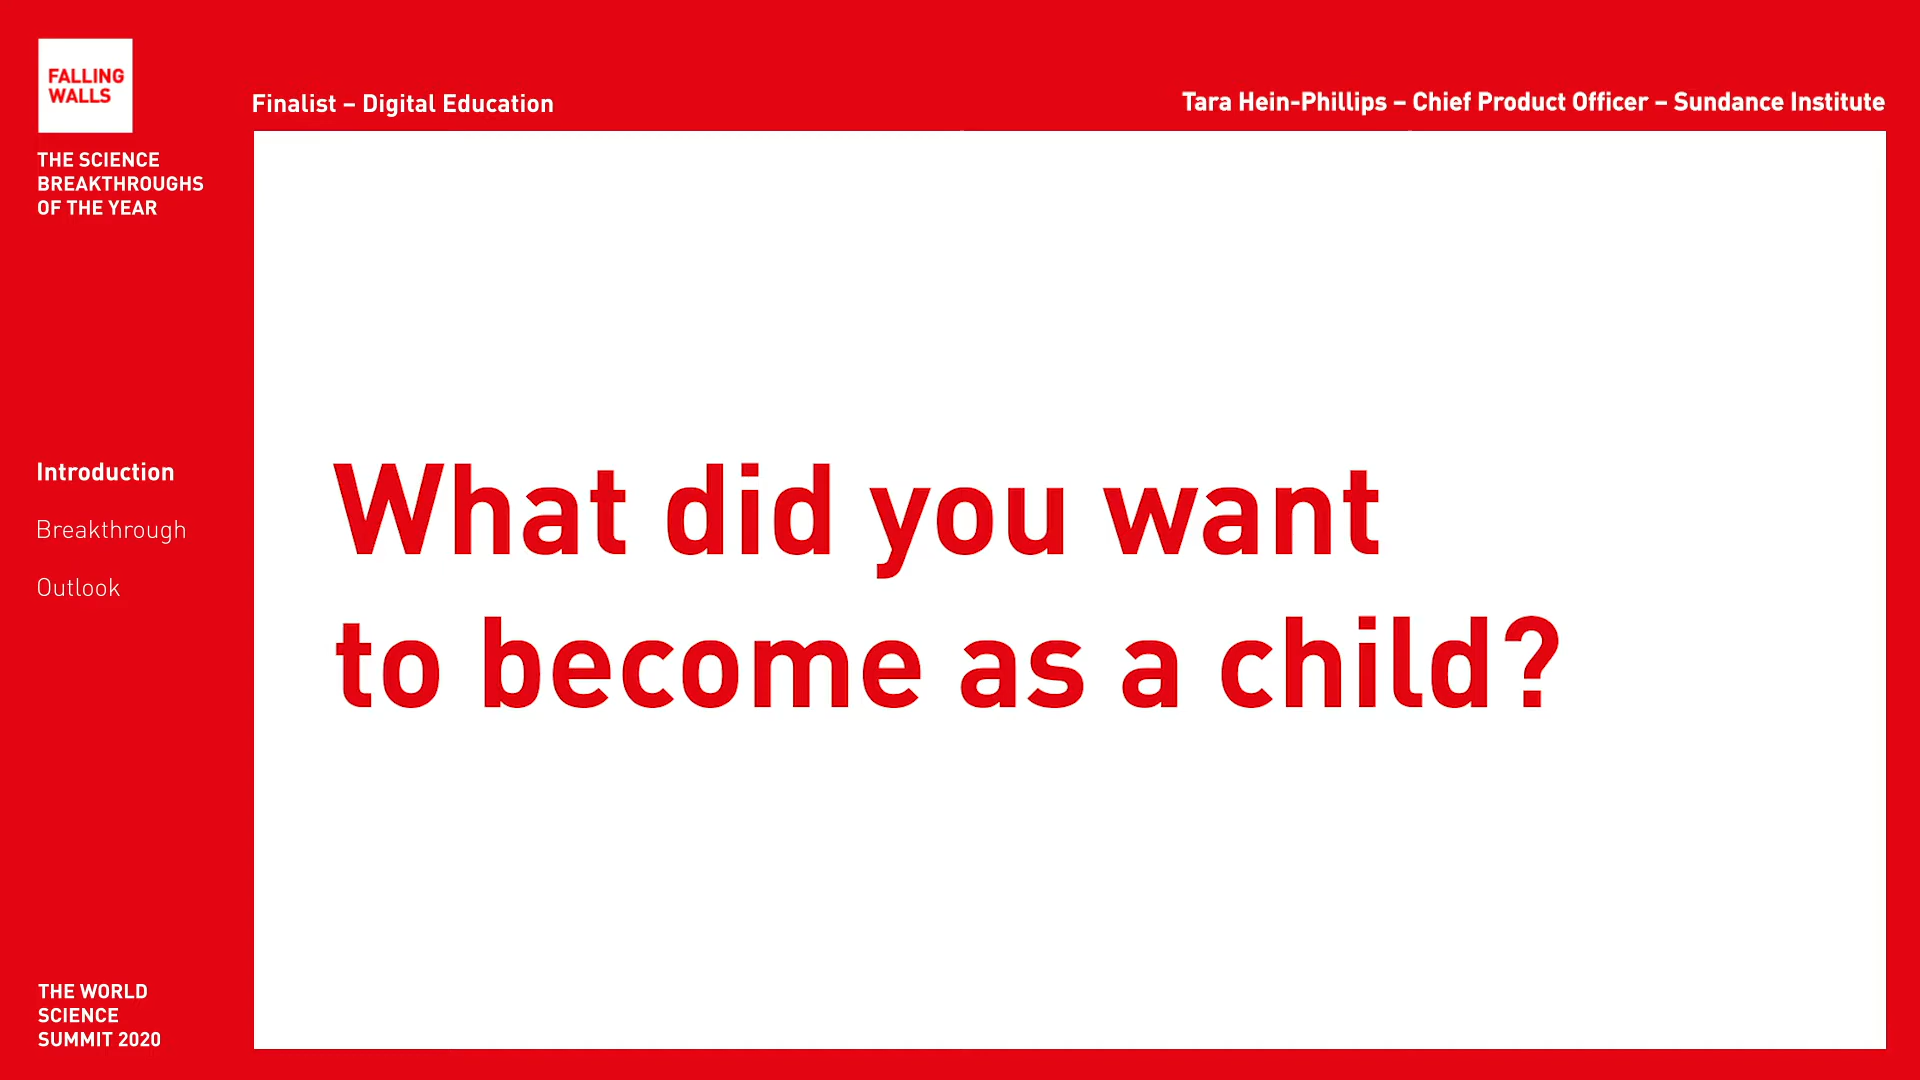 FALLING
WALLS
THE SCIENCE
BREAKTHROUGHS
OF THE YEAR
Finalist – Digital Education
Tara Hein-Phillips – Chief Product Officer – Sundance Institute
Introduction
Breakthrough
Outlook
What did you want
to become as a child?
THE WORLD
SCIENCE
SUMMIT 2020